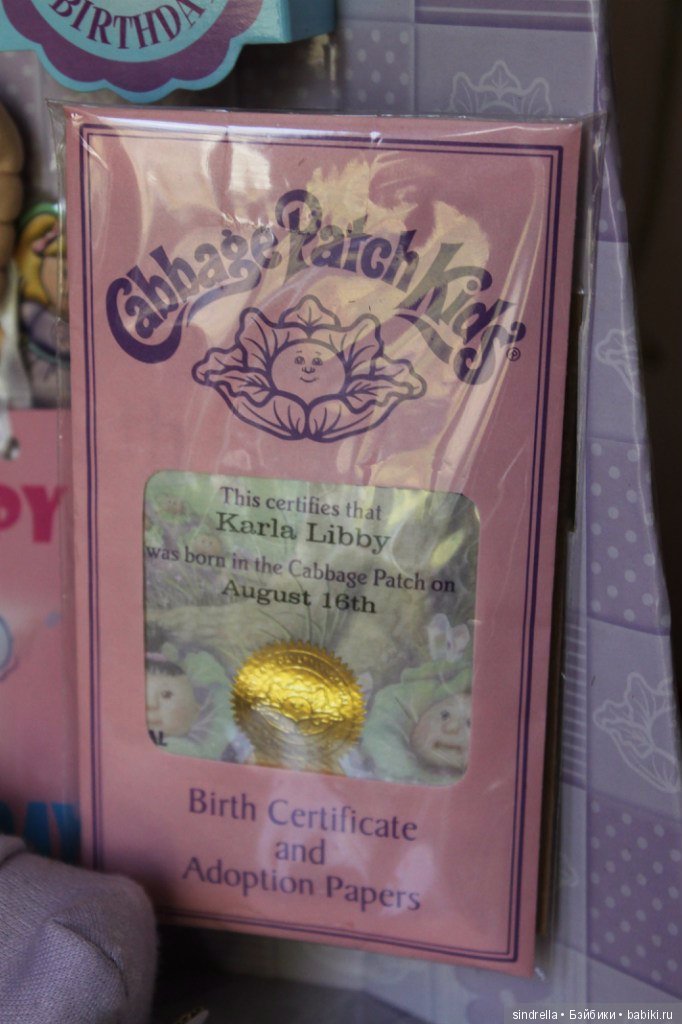 BIRTHDA
Cabbage Patch Kids®
This certifies that
Karla Libby
was born in the Cabbage Patch on
August 16th
AL
PY
Birth Certificate
and
Adoption Papers
sindrella • Бэйбики • babiki.ru